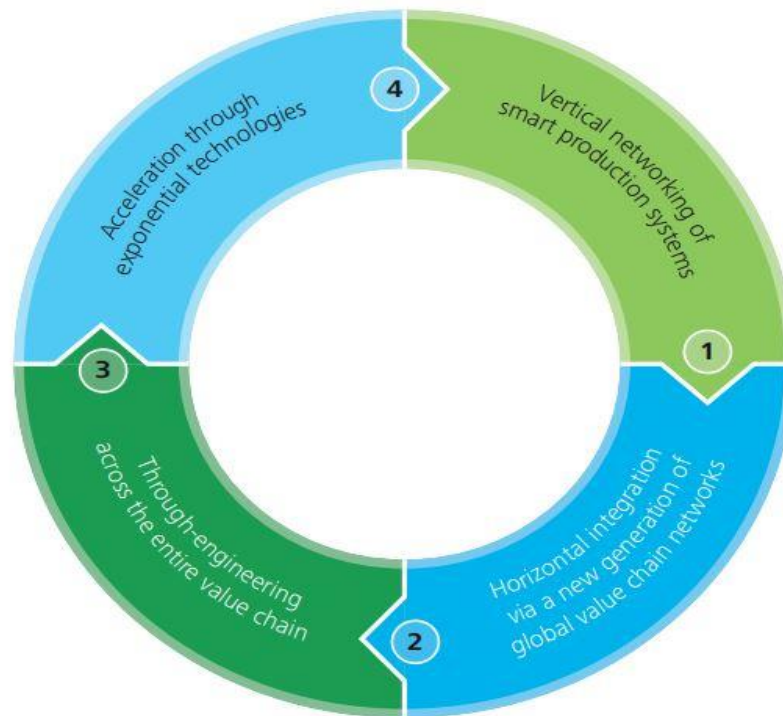 Vertical networking of
smart production systems
1
Horizontal integration
via a new generation of
global value chain networks
2
Through-engineering
across the entire value chain
3
Acceleration through
exponential technologies
4